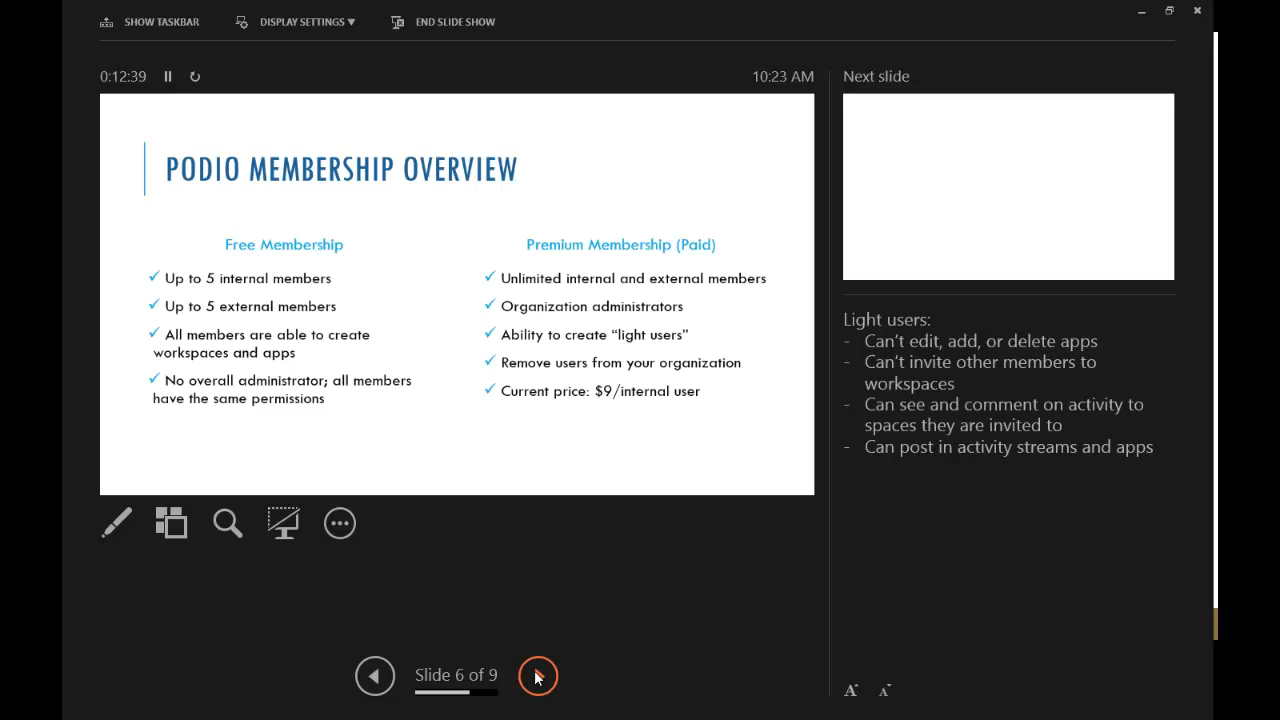 SHOW TASKBAR
DISPLAY SETTINGS ▼
END SLIDE SHOW
0:12:39
10:23 AM
PODIO MEMBERSHIP OVERVIEW
Free Membership
✓ Up to 5 internal members
✓ Up to 5 external members
✓ All members are able to create
workspaces and apps
✓ No overall administrator; all members
have the same permissions
Premium Membership (Paid)
✓ Unlimited internal and external members
✓ Organization administrators
✓ Ability to create “light users”
✓ Remove users from your organization
✓ Current price: $9/internal user
Next slide
Light users:
- Can’t edit, add, or delete apps
- Can’t invite other members to
workspaces
- Can see and comment on activity to
spaces they are invited to
- Can post in activity streams and apps
Slide 6 of 9
A A